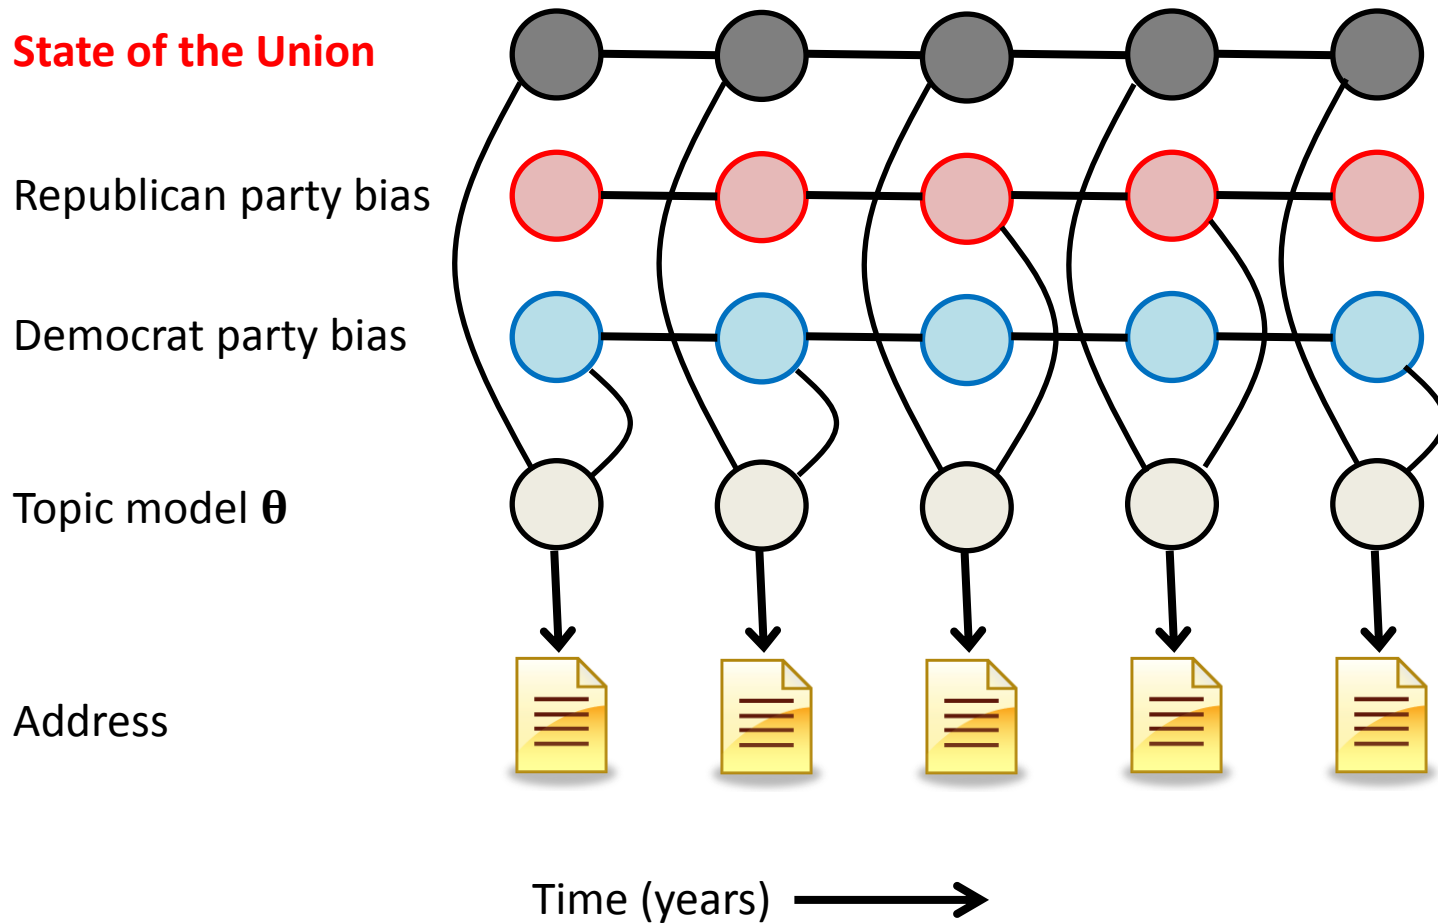 State of the Union
Republican party bias
Democrat party bias
Topic model θ
Address
Time (years)